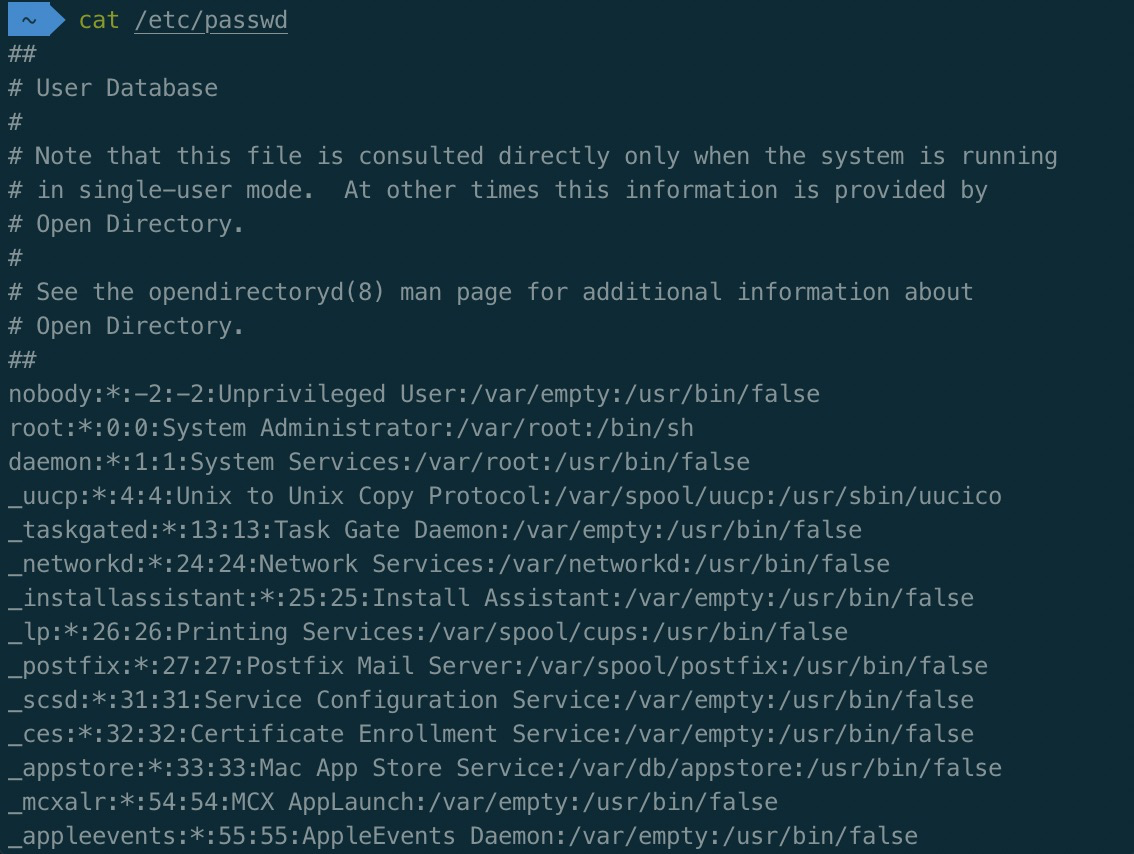 ~ cat /etc/passwd
##
# User Database
#
# Note that this file is consulted directly only when the system is running
# in single-user mode.  At other times this information is provided by
# Open Directory.
#
# See the opendirectoryd(8) man page for additional information about
# Open Directory.
##
nobody:*:-2:-2:Unprivileged User:/var/empty:/usr/bin/false
root:*:0:0:System Administrator:/var/root:/bin/sh
daemon:*:1:1:System Services:/var/root:/usr/bin/false
_uucp:*:4:4:Unix to Unix Copy Protocol:/var/spool/uucp:/usr/sbin/uucico
_taskgated:*:13:13:Task Gate Daemon:/var/empty:/usr/bin/false
_networkd:*:24:24:Network Services:/var/networkd:/usr/bin/false
_installassistant:*:25:25:Install Assistant:/var/empty:/usr/bin/false
_lp:*:26:26:Printing Services:/var/spool/cups:/usr/bin/false
_postfix:*:27:27:Postfix Mail Server:/var/spool/postfix:/usr/bin/false
_scsd:*:31:31:Service Configuration Service:/var/empty:/usr/bin/false
_ces:*:32:32:Certificate Enrollment Service:/var/empty:/usr/bin/false
_appstore:*:33:33:Mac App Store Service:/var/db/appstore:/usr/bin/false
_mcxalr:*:54:54:MCX AppLaunch:/var/empty:/usr/bin/false
_appleevents:*:55:55:AppleEvents Daemon:/var/empty:/usr/bin/false